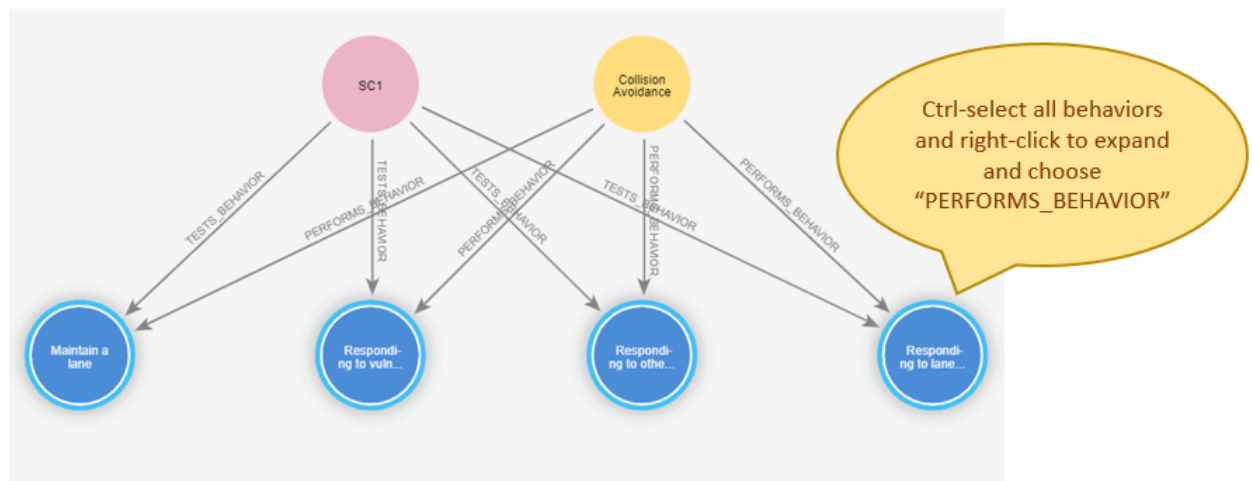 SC1
Collision
Avoidance
Ctrl-select all behaviors
and right-click to expand
and choose
“PERFORMS_BEHAVIOR”
TESTS_BEHAVIOR
PERFORMS_BEHAVIOR
TESTS_BEHAVIOR
PERFORMS_BEHAVIOR
TESTS_BEHAVIOR
PERFORMS_BEHAVIOR
TESTS_BEHAVIOR
PERFORMS_BEHAVIOR
Maintain a
lane
Respondi-
ng to vuln...
Respondi-
ng to othe...
Respondi-
ng to lane...